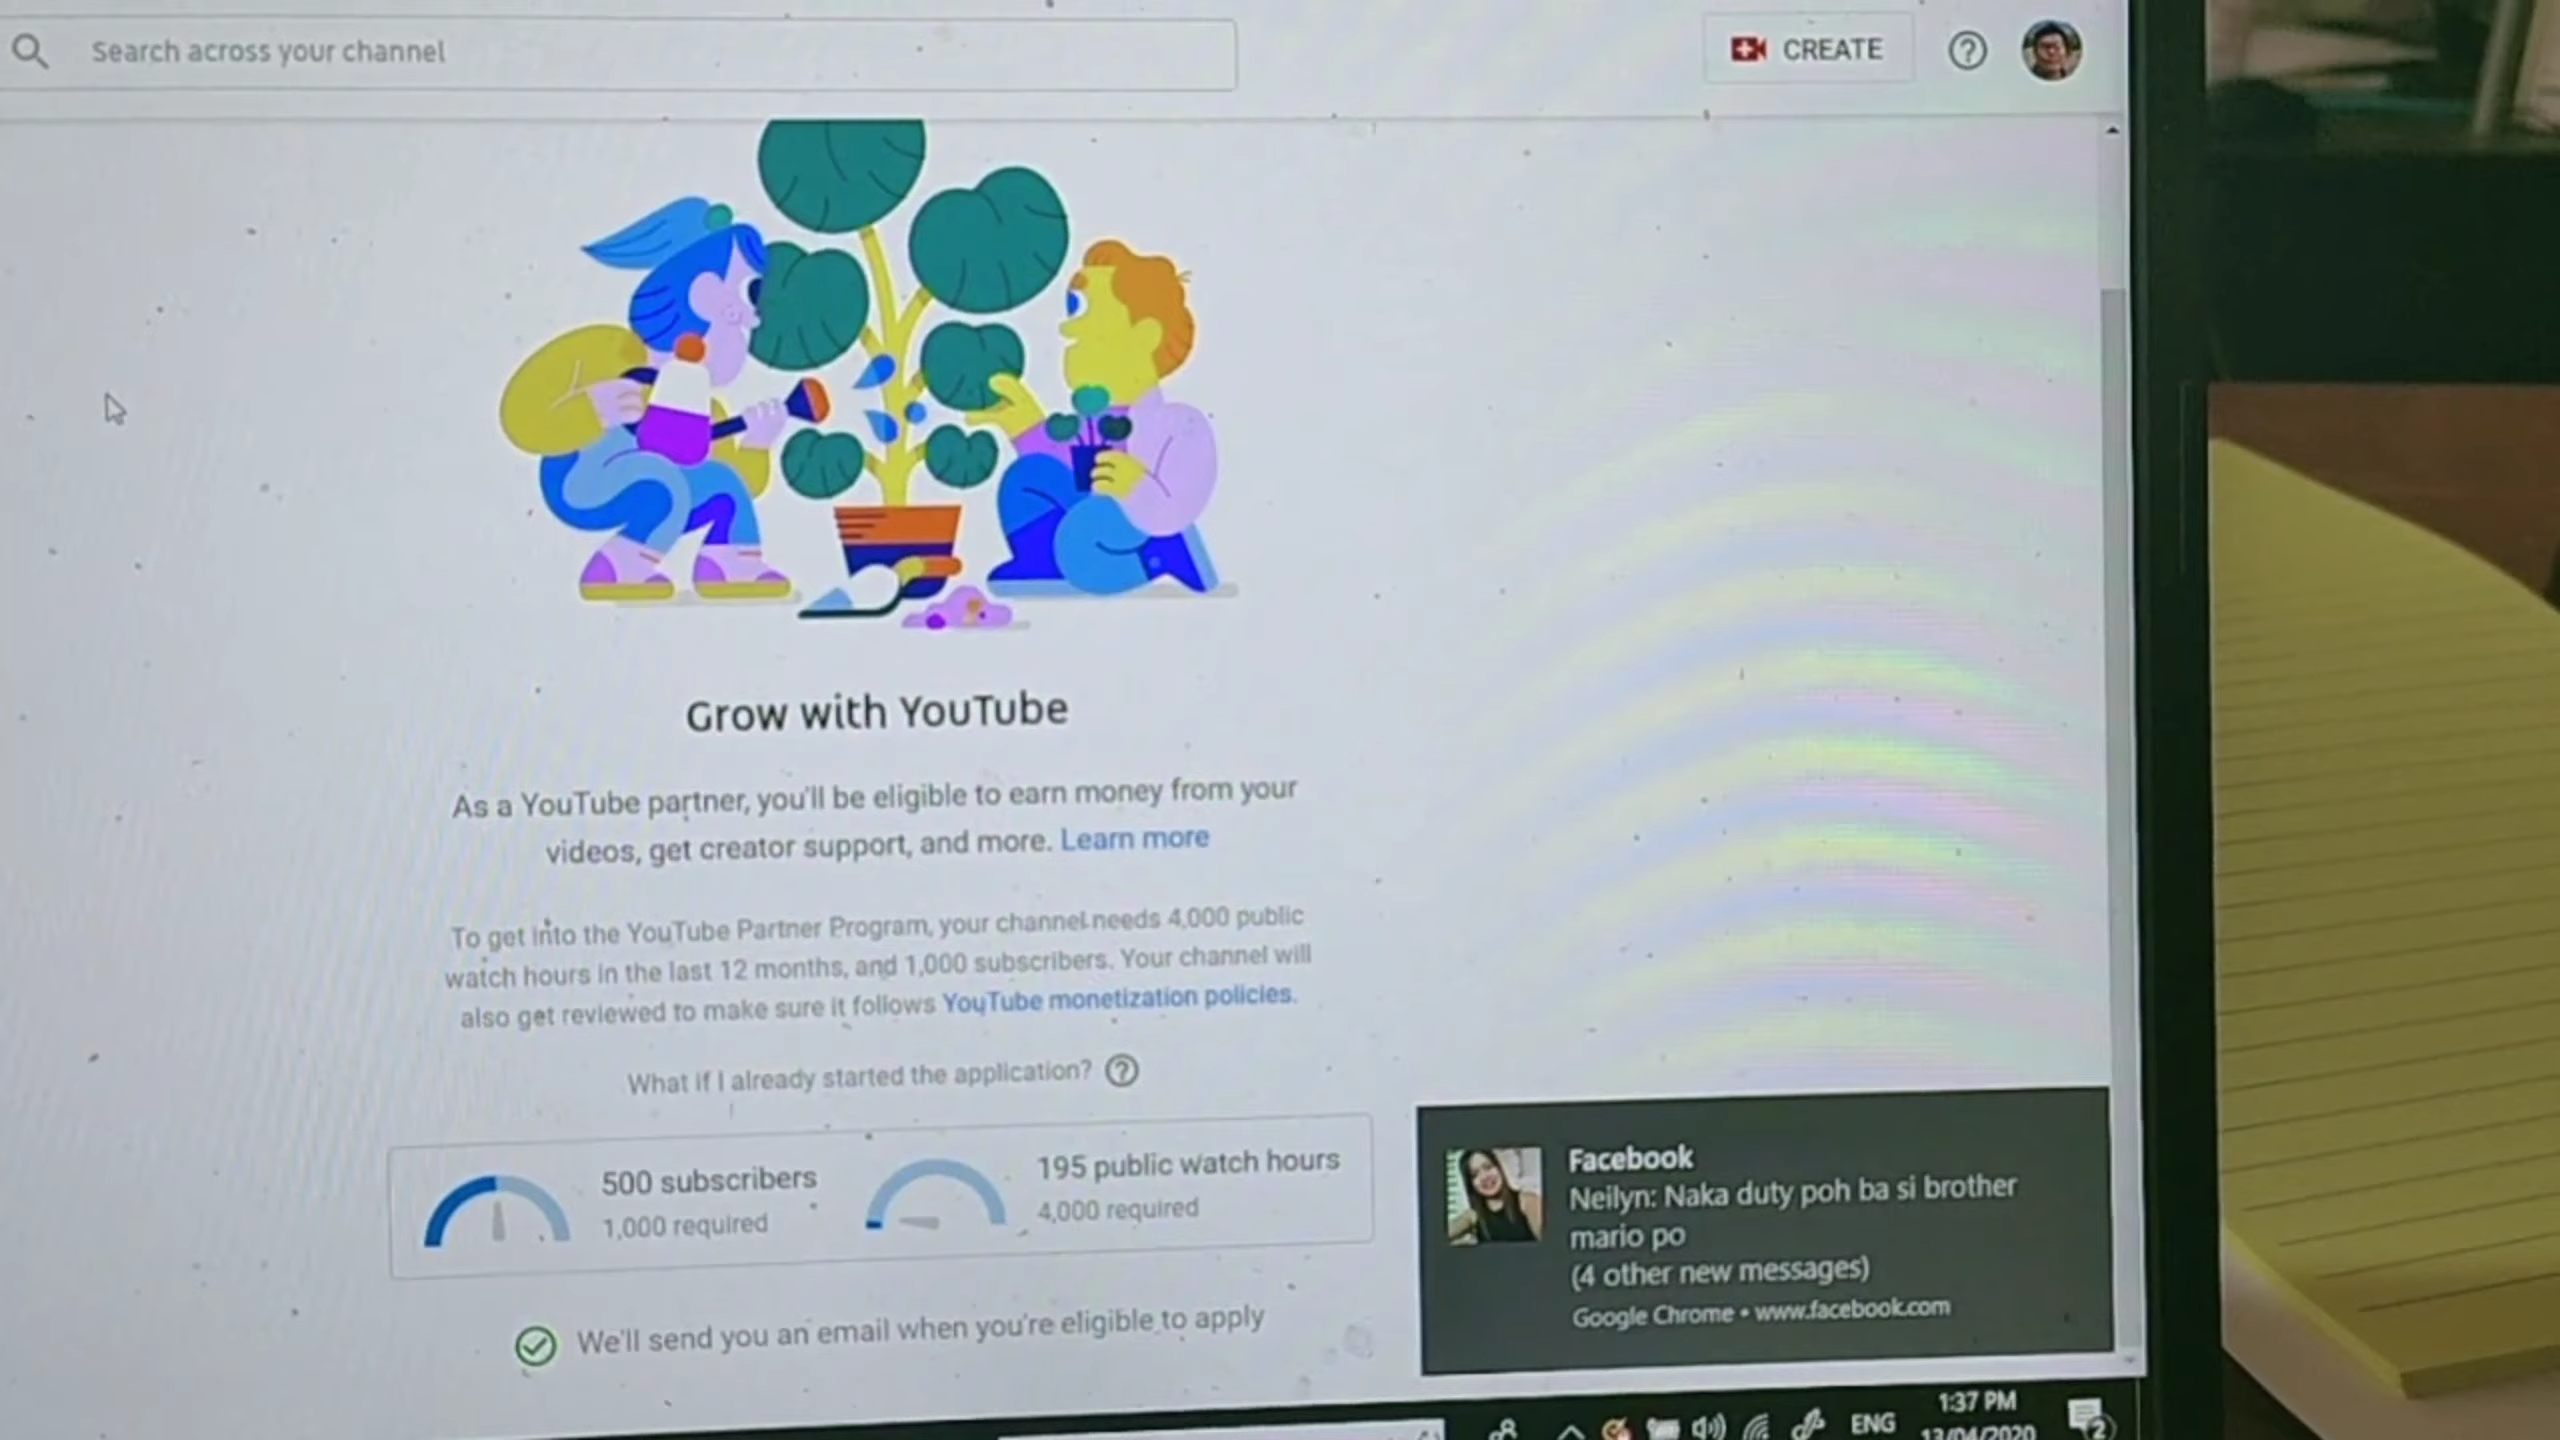 Search across your channel
CREATE
Grow with YouTube
As a YouTube partner, you'll be eligible to earn money from your
videos, get creator support, and more. Learn more
To get into the YouTube Partner Program, your channel needs 4,000 public
watch hours in the last 12 months, and 1,000 subscribers. Your channel will
also get reviewed to make sure it follows YouTube monetization policies.
What if I already started the application?
500 subscribers
1,000 required
195 public watch hours
4,000 required
We'll send you an email when you're eligible to apply
Facebook
Neilyn: Naka duty poh ba si brother
mario po
(4 other new messages)
Google Chrome • www.facebook.com
ENG
1:37 PM
13/04/2020
2